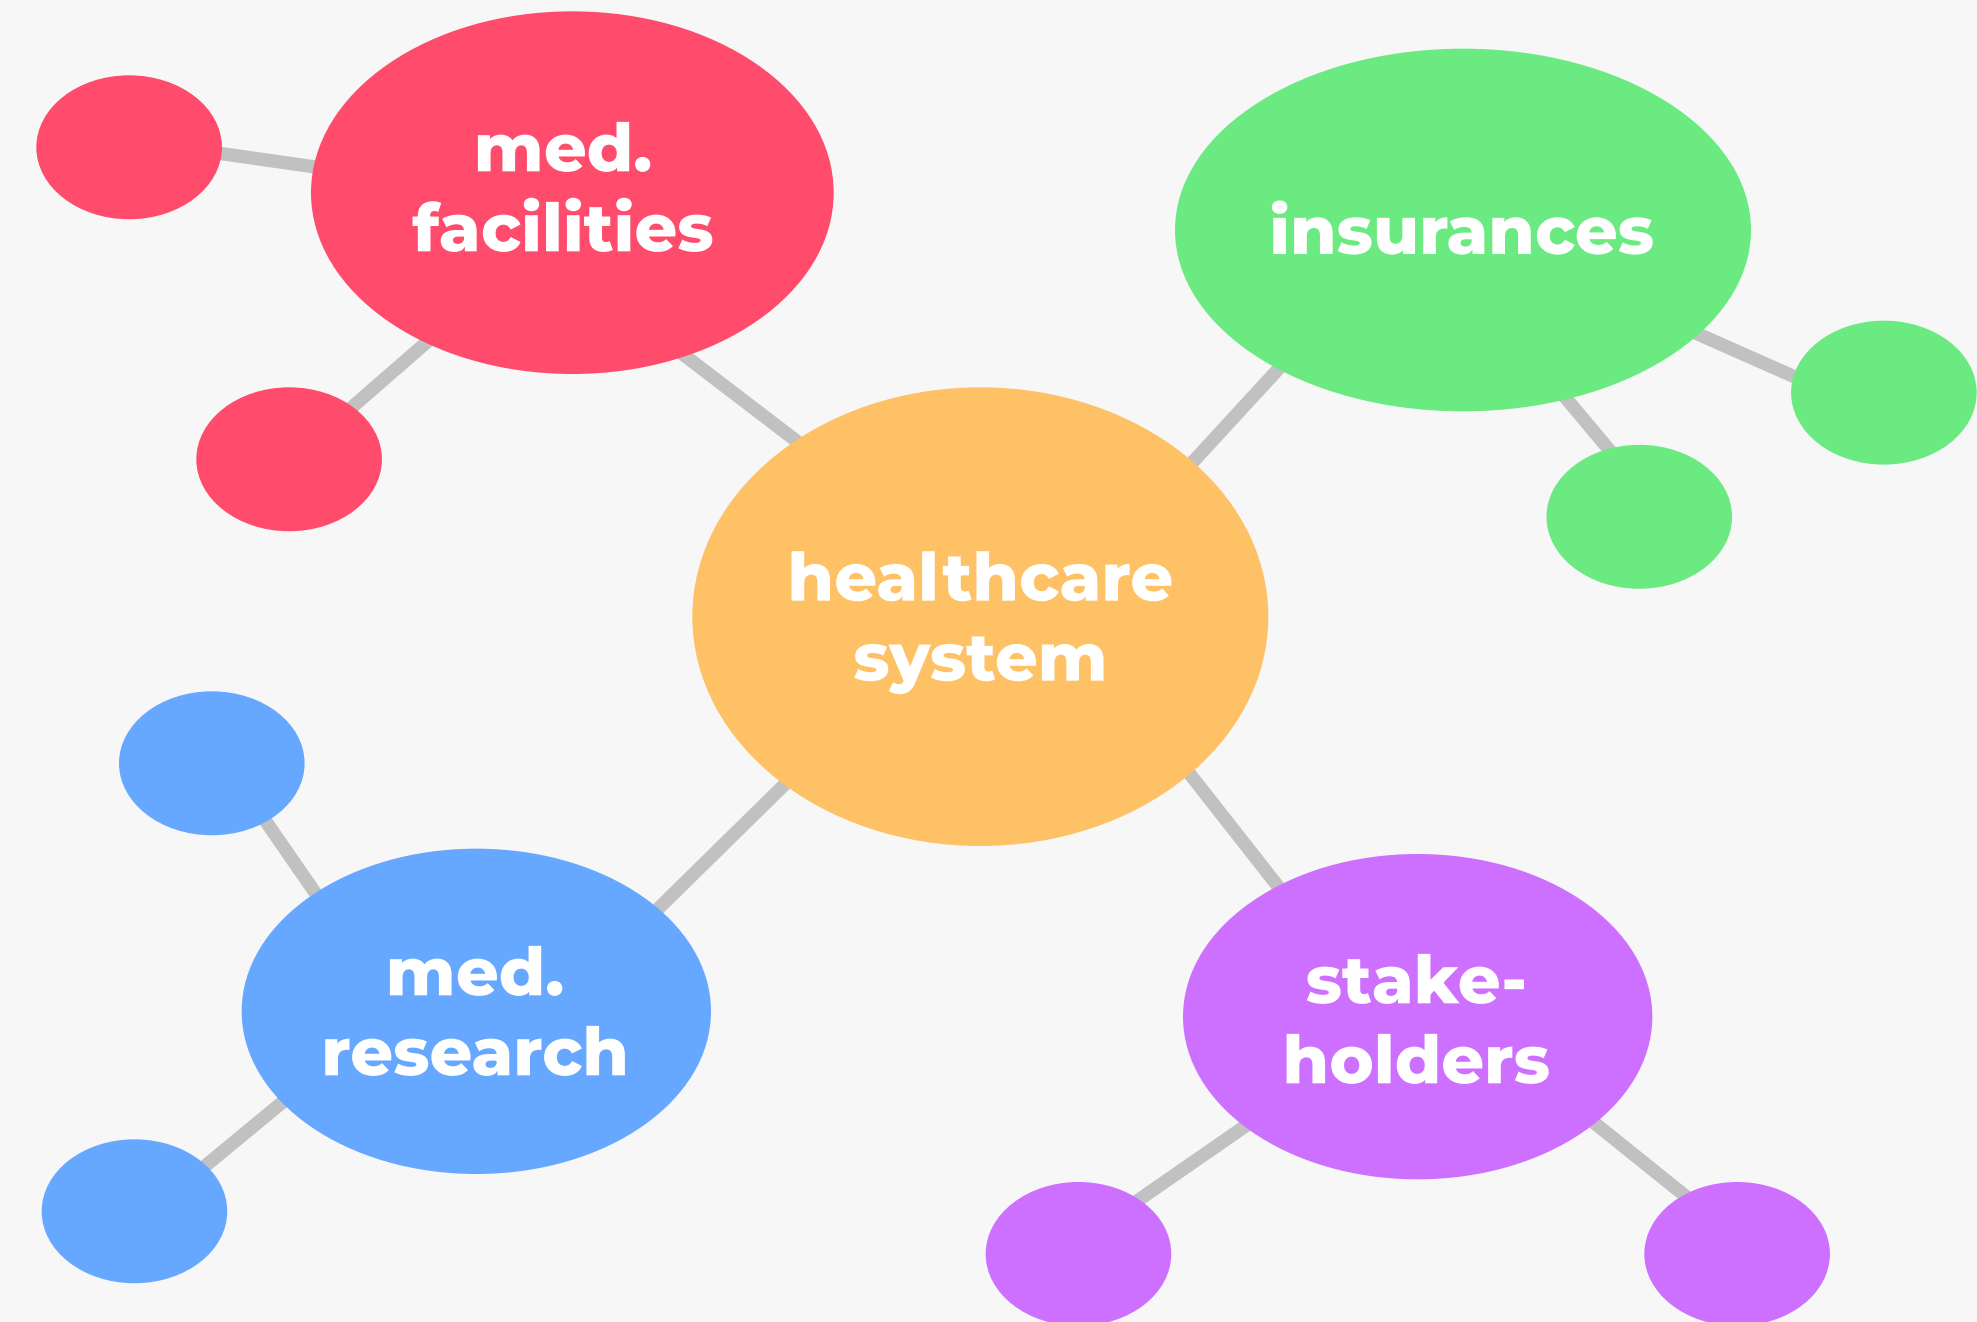 med.
facilities
insurances
healthcare
system
med.
research
stake-
holders